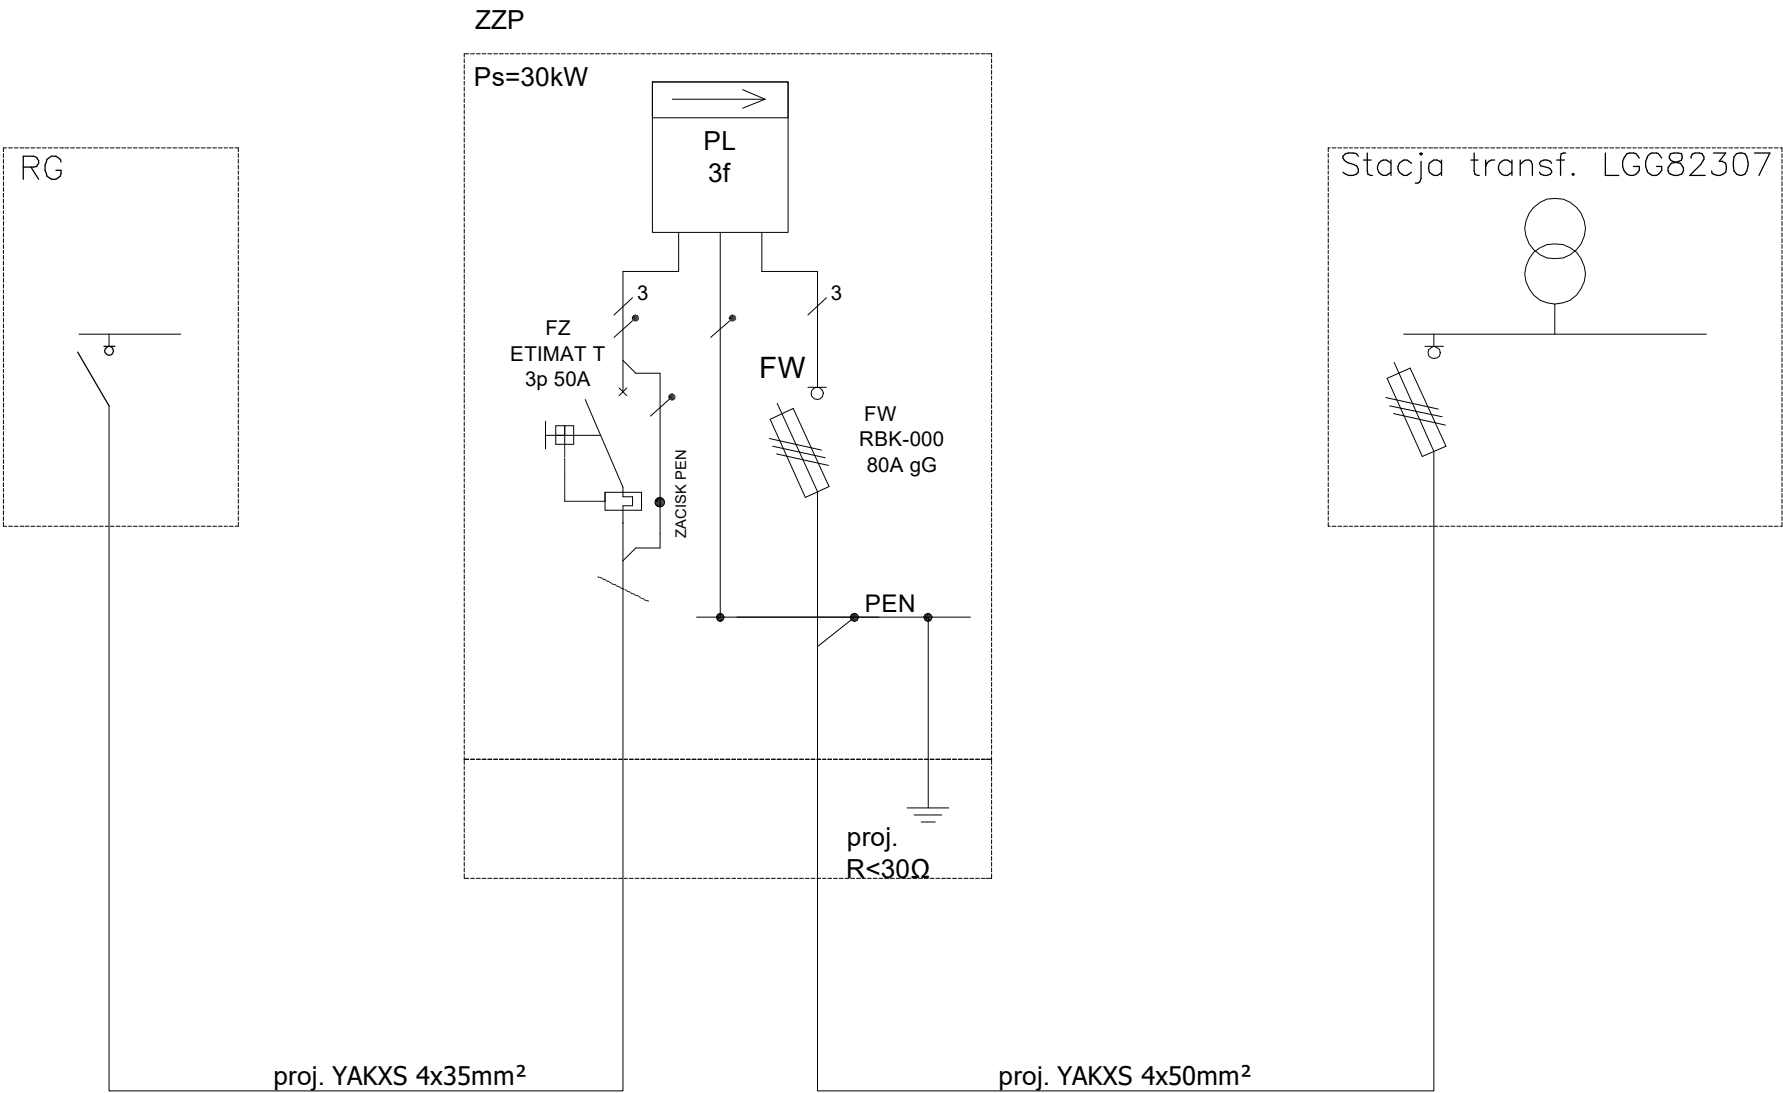 ZZP
Ps=30kW
PL
3f
RG
Stacja transf. LGG82307
3
3
FZ
ETIMAT T
3p 50A
FW
FW
RBK-000
80A gG
ZACISK PEN
PEN
proj.
R<30Ω
proj. YAKXS 4x35mm²
proj. YAKXS 4x50mm²